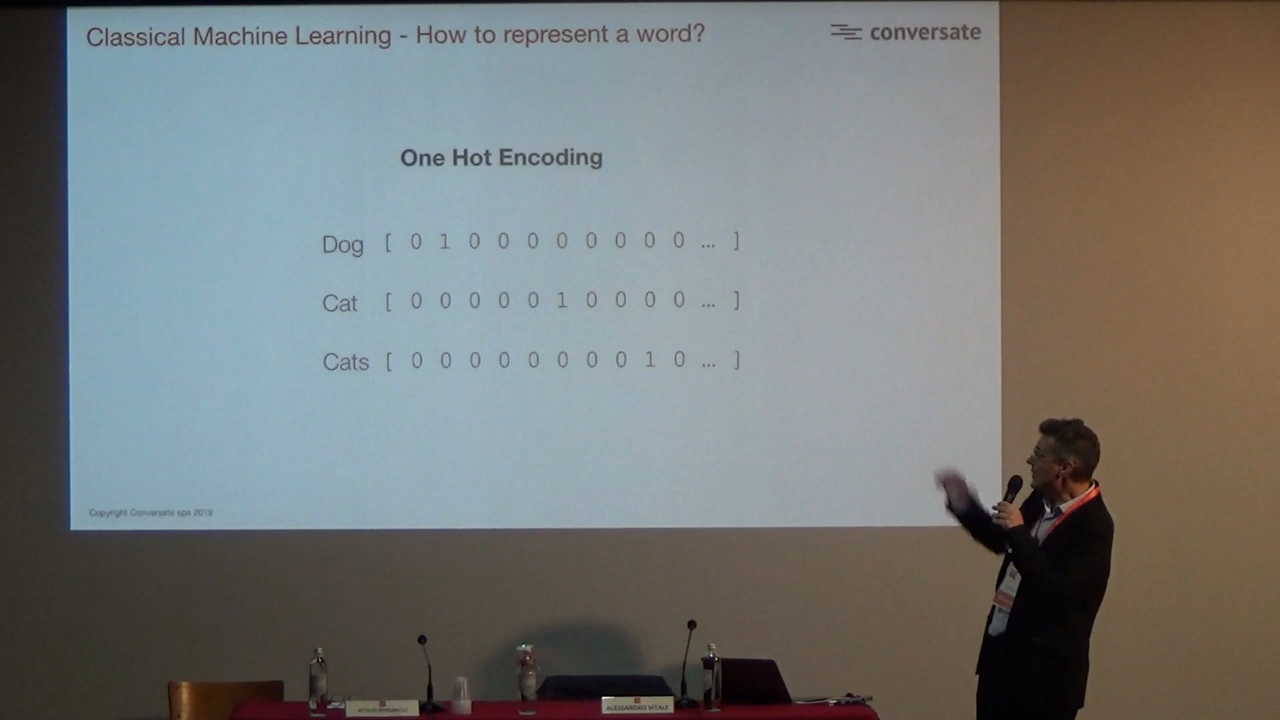 Classical Machine Learning - How to represent a word?
conversate
One Hot Encoding
Dog [ 0 1 0 0 0 0 0 0 0 0 ... ]
Cat [ 0 0 0 0 0 1 0 0 0 0 ... ]
Cats [ 0 0 0 0 0 0 0 0 1 0 ... ]
Copyright Conversate spa 2019
ALESSANDRO VITALE